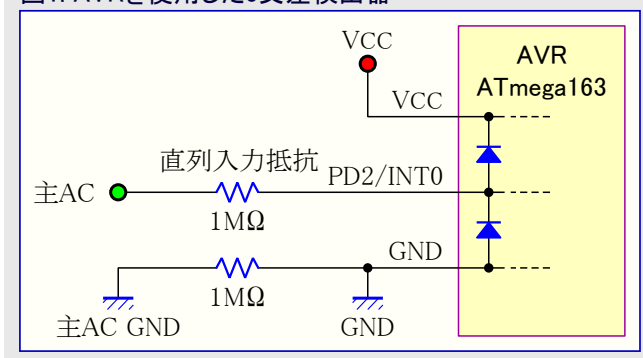 VCC
AVR
ATmega163
VCC
直列入力抵抗
PD2/INT0
主AC
1MΩ
GND
1MΩ
主AC GND
GND